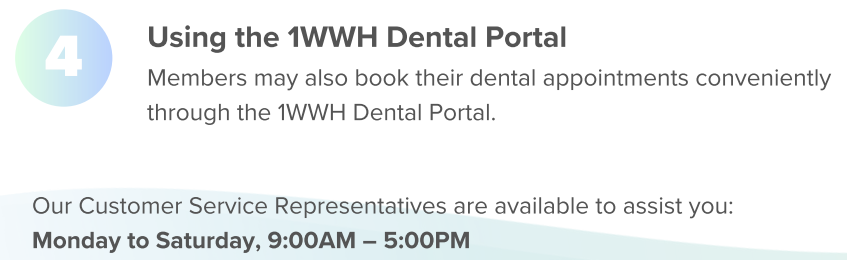 4
Using the 1WWH Dental Portal
Members may also book their dental appointments conveniently
through the 1WWH Dental Portal.
Our Customer Service Representatives are available to assist you:
Monday to Saturday, 9:00AM – 5:00PM